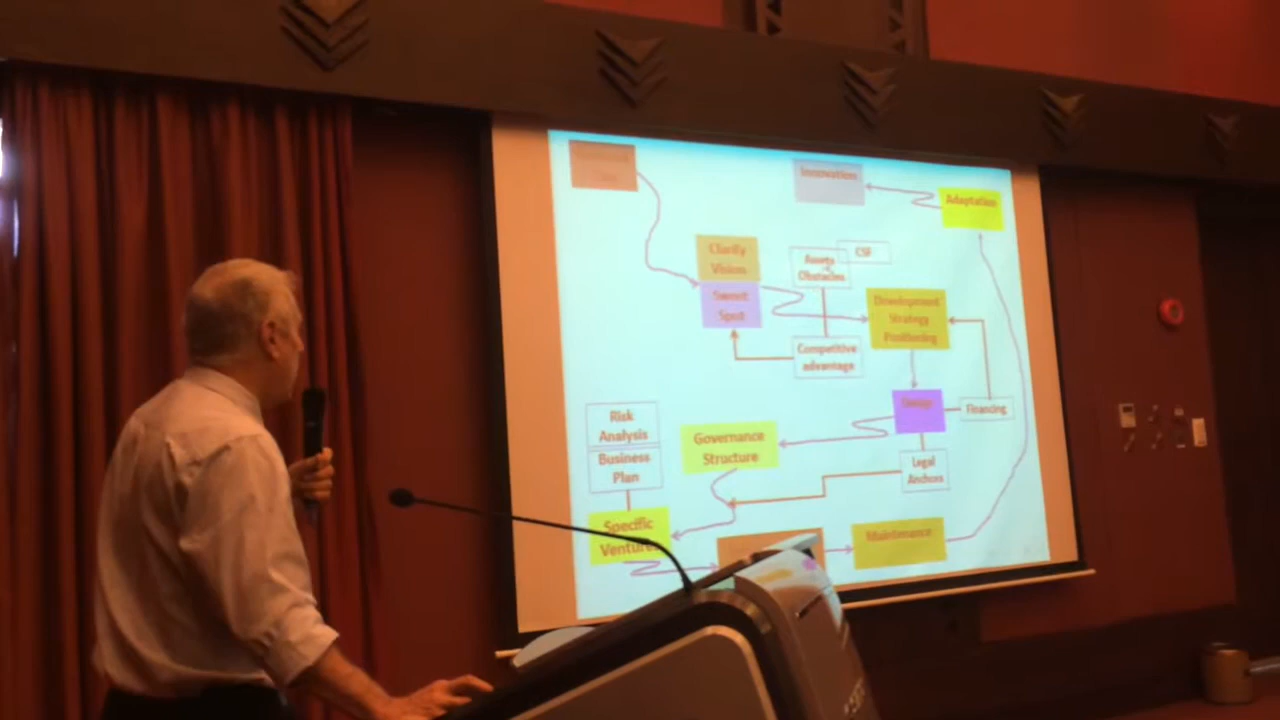 Innovation
Adaptation
Clarify
Vision
Sweet
Spot
Assets
Obstacles
CSF
Development
Strategy
Positioning
Competitive
advantage
Design
Financing
Risk
Analysis
Business
Plan
Governance
Structure
Legal
Anchors
Specific
Ventures
Maintenance